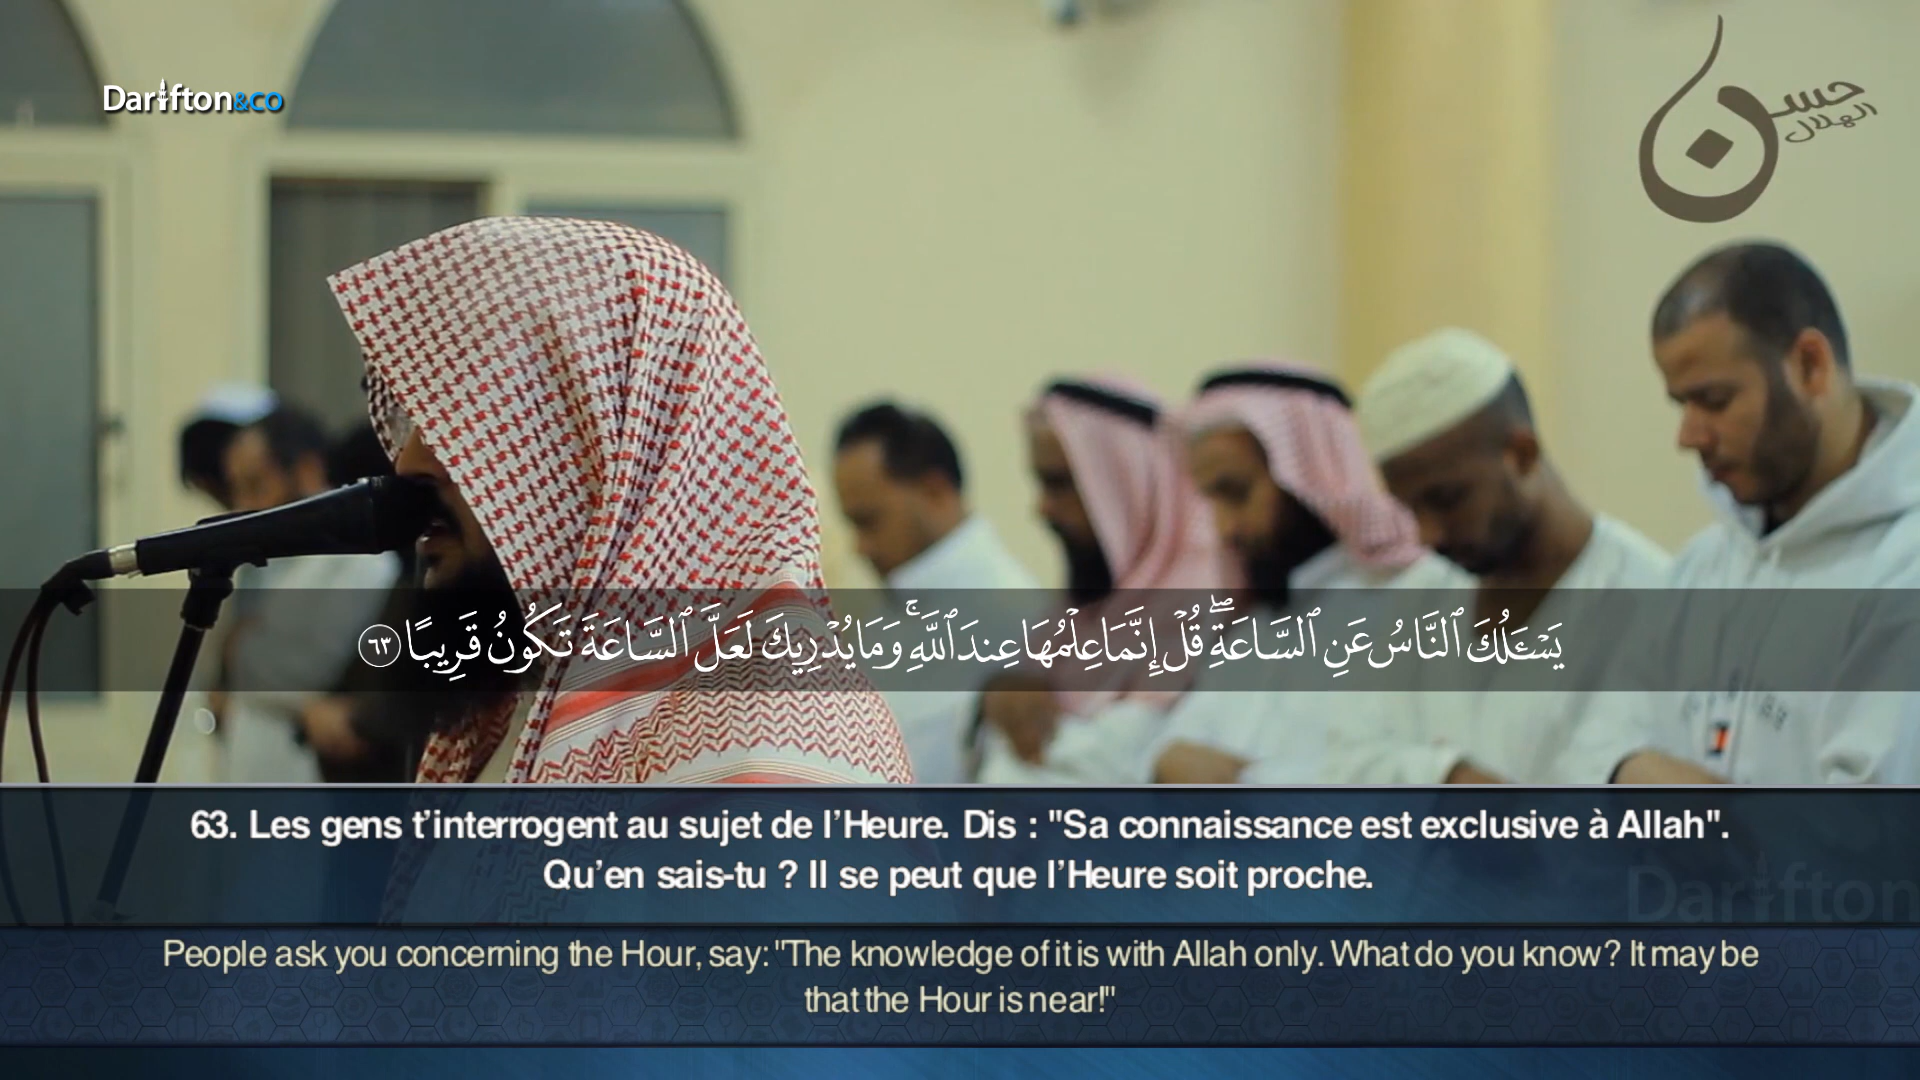 Darifton&co
حسن
الهلال
يَسْـَٔلُكَ ٱلنَّاسُ عَنِ ٱلسَّاعَةِ ۖ قُلْ إِنَّمَا عِلْمُهَا عِندَ ٱللَّهِ ۚ وَمَا يُدْرِيكَ لَعَلَّ ٱلسَّاعَةَ تَكُونُ قَرِيبًا ٦٣
63. Les gens t’interrogent au sujet de l’Heure. Dis : "Sa connaissance est exclusive à Allah".
Qu’en sais-tu ? Il se peut que l’Heure soit proche.
Darifton
People ask you concerning the Hour, say: "The knowledge of it is with Allah only. What do you know? It may be
that the Hour is near!"